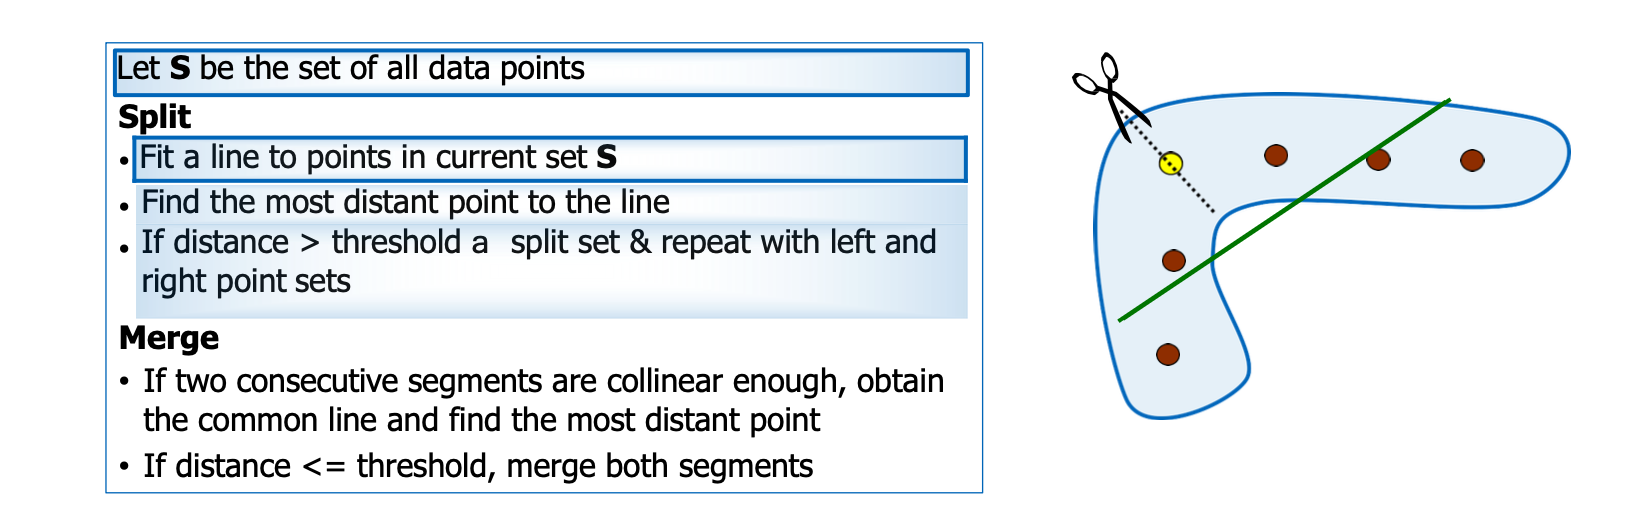 Let S be the set of all data points
Split
• Fit a line to points in current set S
• Find the most distant point to the line
• If distance > threshold a split set & repeat with left and
right point sets
Merge
• If two consecutive segments are collinear enough, obtain
the common line and find the most distant point
• If distance <= threshold, merge both segments